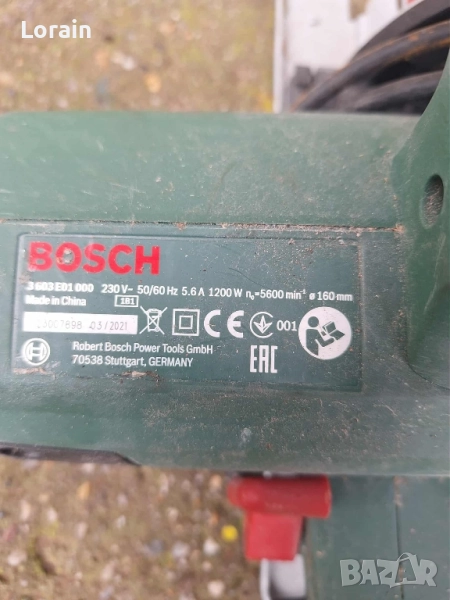 Lorain
BOSCH
3 603 E01 000 230 V~ 50/60 Hz 5.6 A 1200 W n₀=5600 min⁻¹ ø 160 mm
Made in China 1B1
03/2021
001
Robert Bosch Power Tools GmbH
70538 Stuttgart, GERMANY
EAC
BAZAR